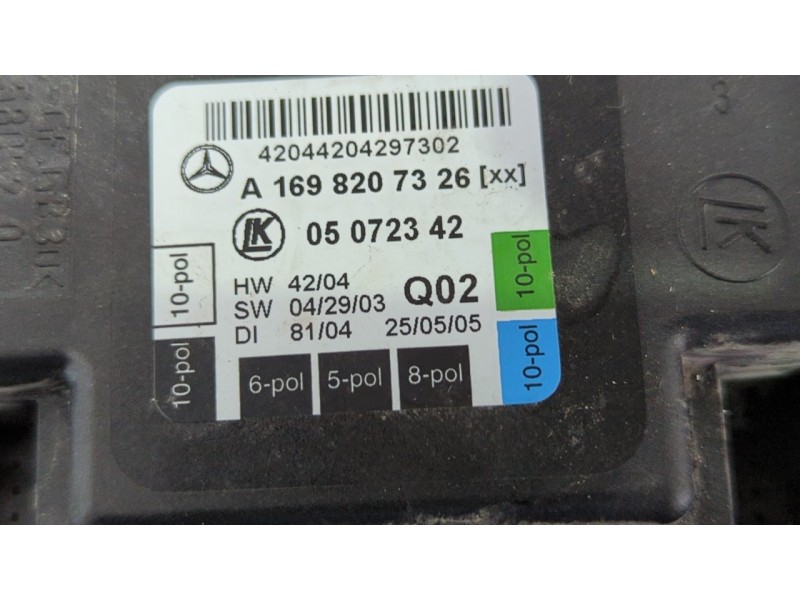 42044204297302
A 169 820 73 26 [xx]
LK 05 0723 42
HW 42/04
SW 04/29/03
DI 81/04 25/05/05
Q02
10-pol
10-pol
10-pol
10-pol
6-pol 5-pol 8-pol
LK
3